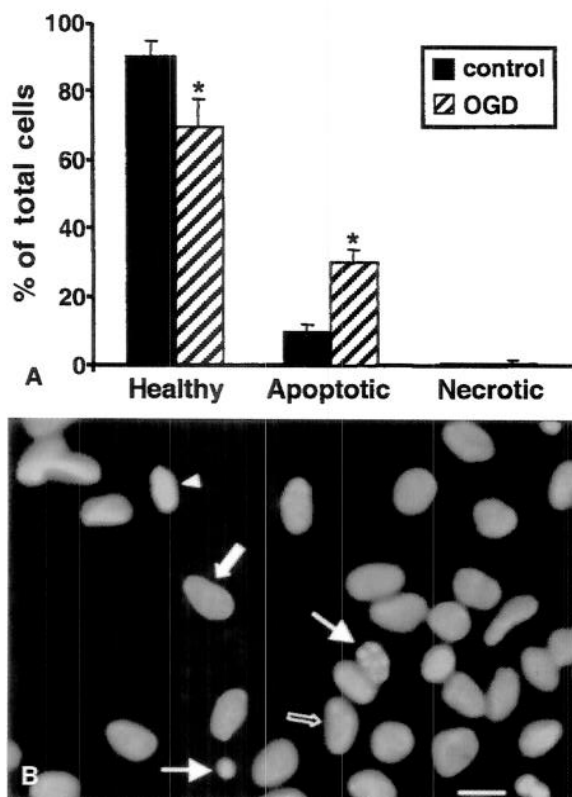 100
80
60
40
20
0
% of total cells
control
OGD
*
*
A
Healthy Apoptotic Necrotic
B